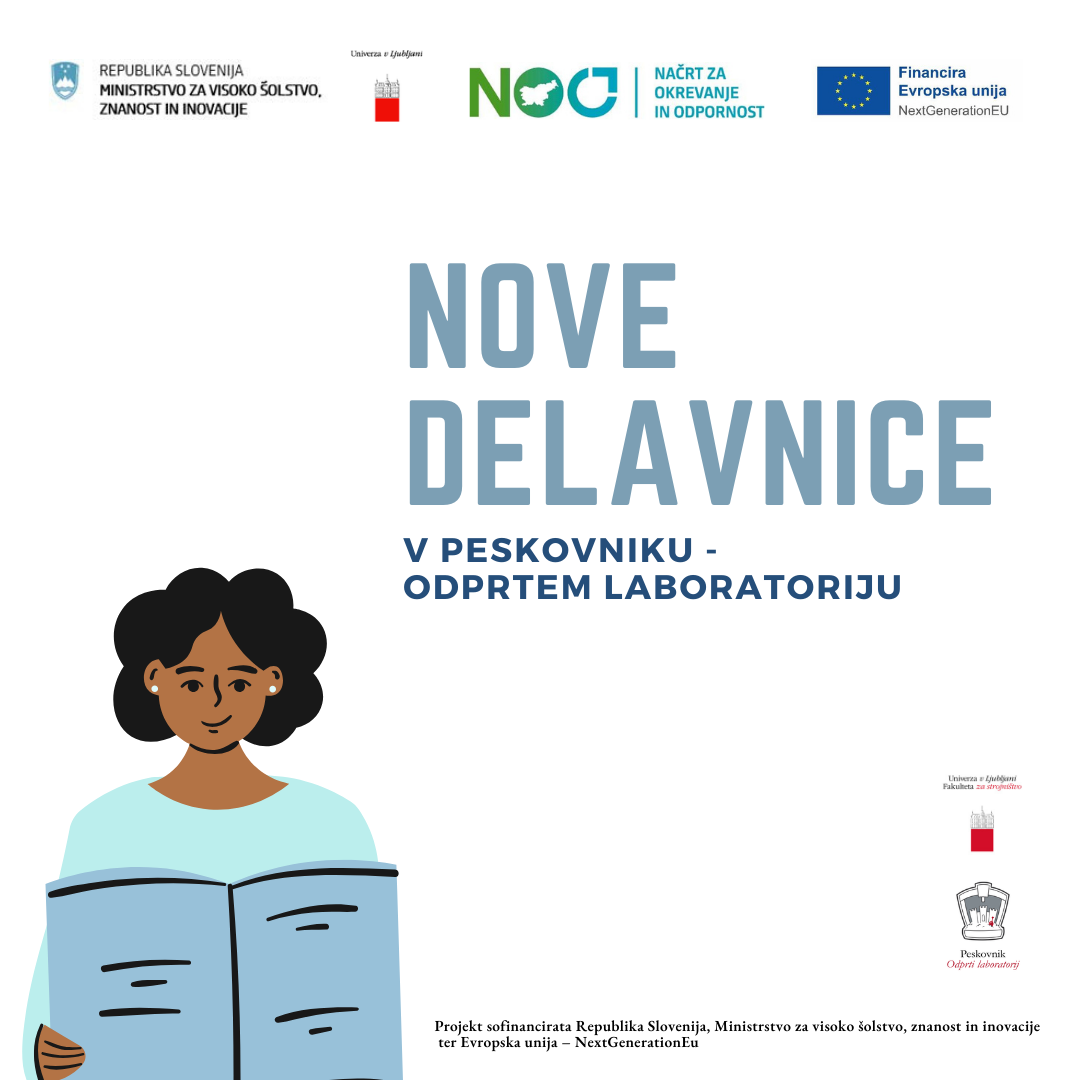 REPUBLIKA SLOVENIJA
MINISTRSTVO ZA VISOKO ŠOLSTVO,
ZNANOST IN INOVACIJE
Univerza v Ljubljani
NOO
NAČRT ZA
OKREVANJE
IN ODPORNOST
Financira
Evropska unija
NextGenerationEU
NOVE
DELAVNICE
V PESKOVNIKU -
ODPRTEM LABORATORIJU
Univerza v Ljubljani
Fakulteta za strojništvo
Peskovnik
Odprti laboratorij
Projekt sofinancirata Republika Slovenija, Ministrstvo za visoko šolstvo, znanost in inovacije
ter Evropska unija – NextGenerationEu